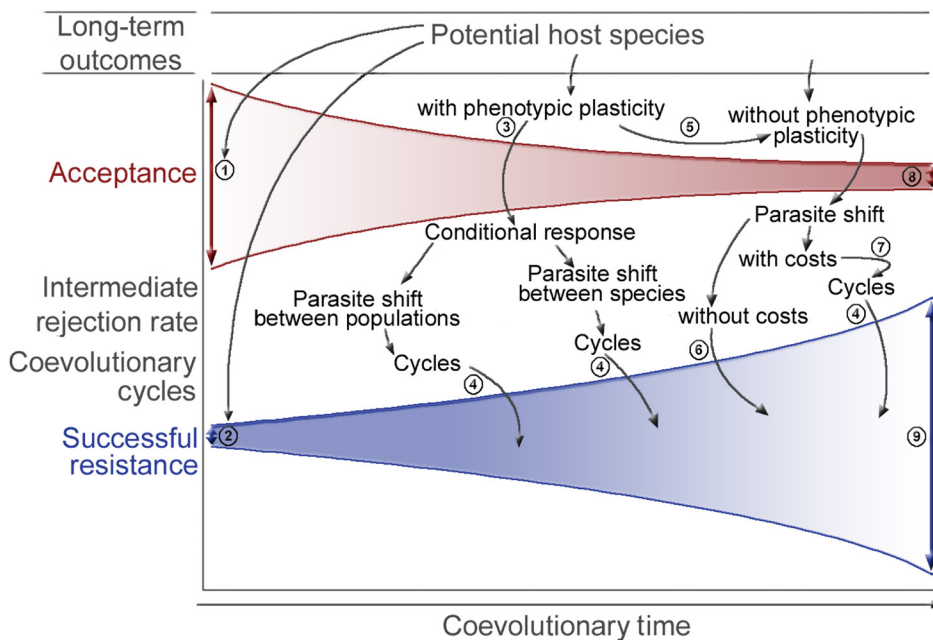 Long-term
outcomes
Potential host species
with phenotypic plasticity
without phenotypic
plasticity
③
⑤
Acceptance
①
⑧
Parasite shift
Conditional response
with costs
⑦
Intermediate
rejection rate
Parasite shift
between populations
Parasite shift
between species
Cycles
without costs
④
Coevolutionary
cycles
Cycles
④
Cycles
④
⑥
Successful
resistance
②
⑨
Coevolutionary time